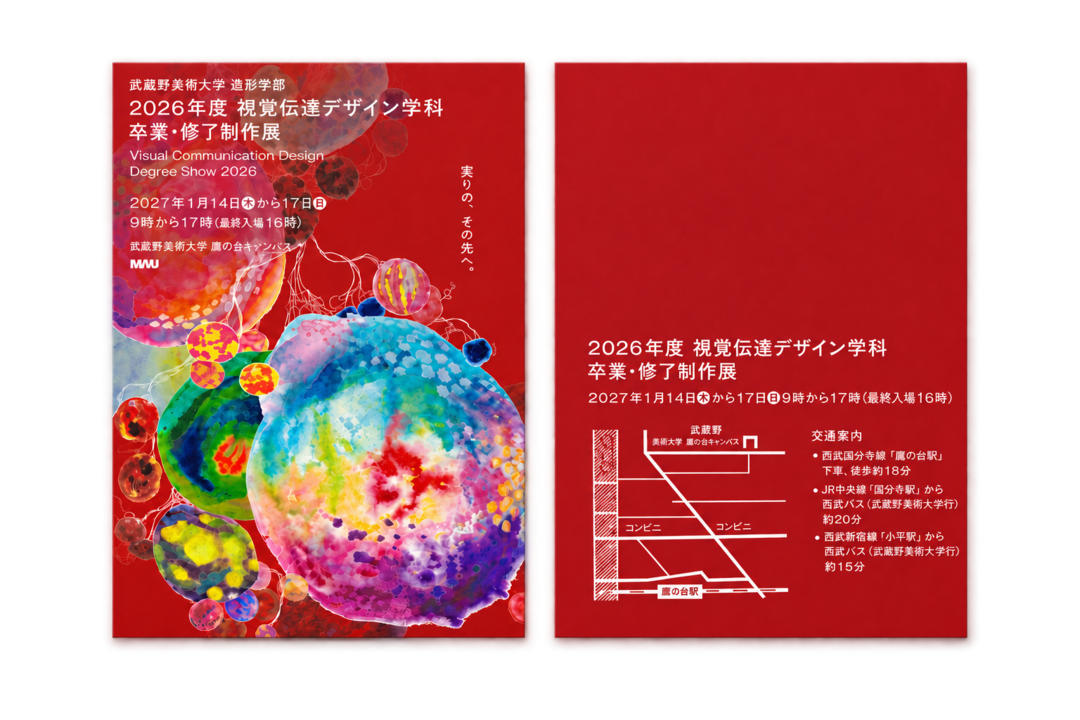 武蔵野美術大学 造形学部
2026年度 視覚伝達デザイン学科
卒業・修了制作展
Visual Communication Design
Degree Show 2026
2027年1月14日木から17日日
9時から17時(最終入場16時)
武蔵野美術大学 鷹の台キャンパス
MAU
実りの、その先へ。
2026年度 視覚伝達デザイン学科
卒業・修了制作展
2027年1月14日木から17日日9時から17時(最終入場16時)
武蔵野
美術大学 鷹の台キャンパス
コンビニ
コンビニ
鷹の台駅
交通案内
● 西武国分寺線「鷹の台駅」
下車、徒歩約18分
● JR中央線「国分寺駅」から
西武バス(武蔵野美術大学行)
約20分
● 西武新宿線「小平駅」から
西武バス(武蔵野美術大学行)
約15分